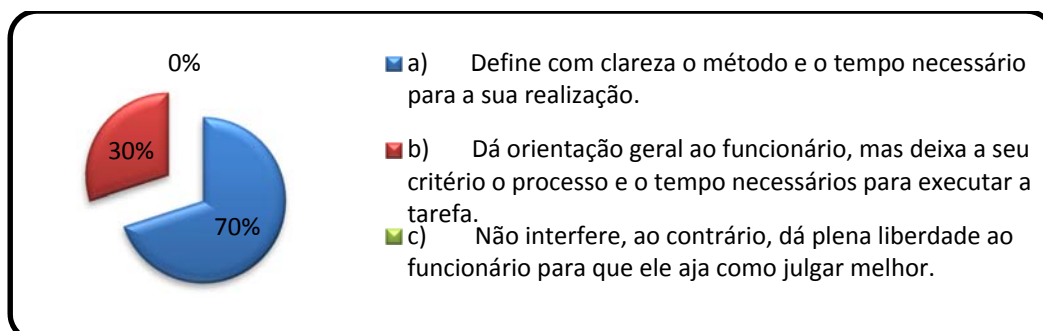 0%
30%
70%
a) Define com clareza o método e o tempo necessário
para a sua realização.
b) Dá orientação geral ao funcionário, mas deixa a seu
critério o processo e o tempo necessários para executar a
tarefa.
c) Não interfere, ao contrário, dá plena liberdade ao
funcionário para que ele aja como julgar melhor.